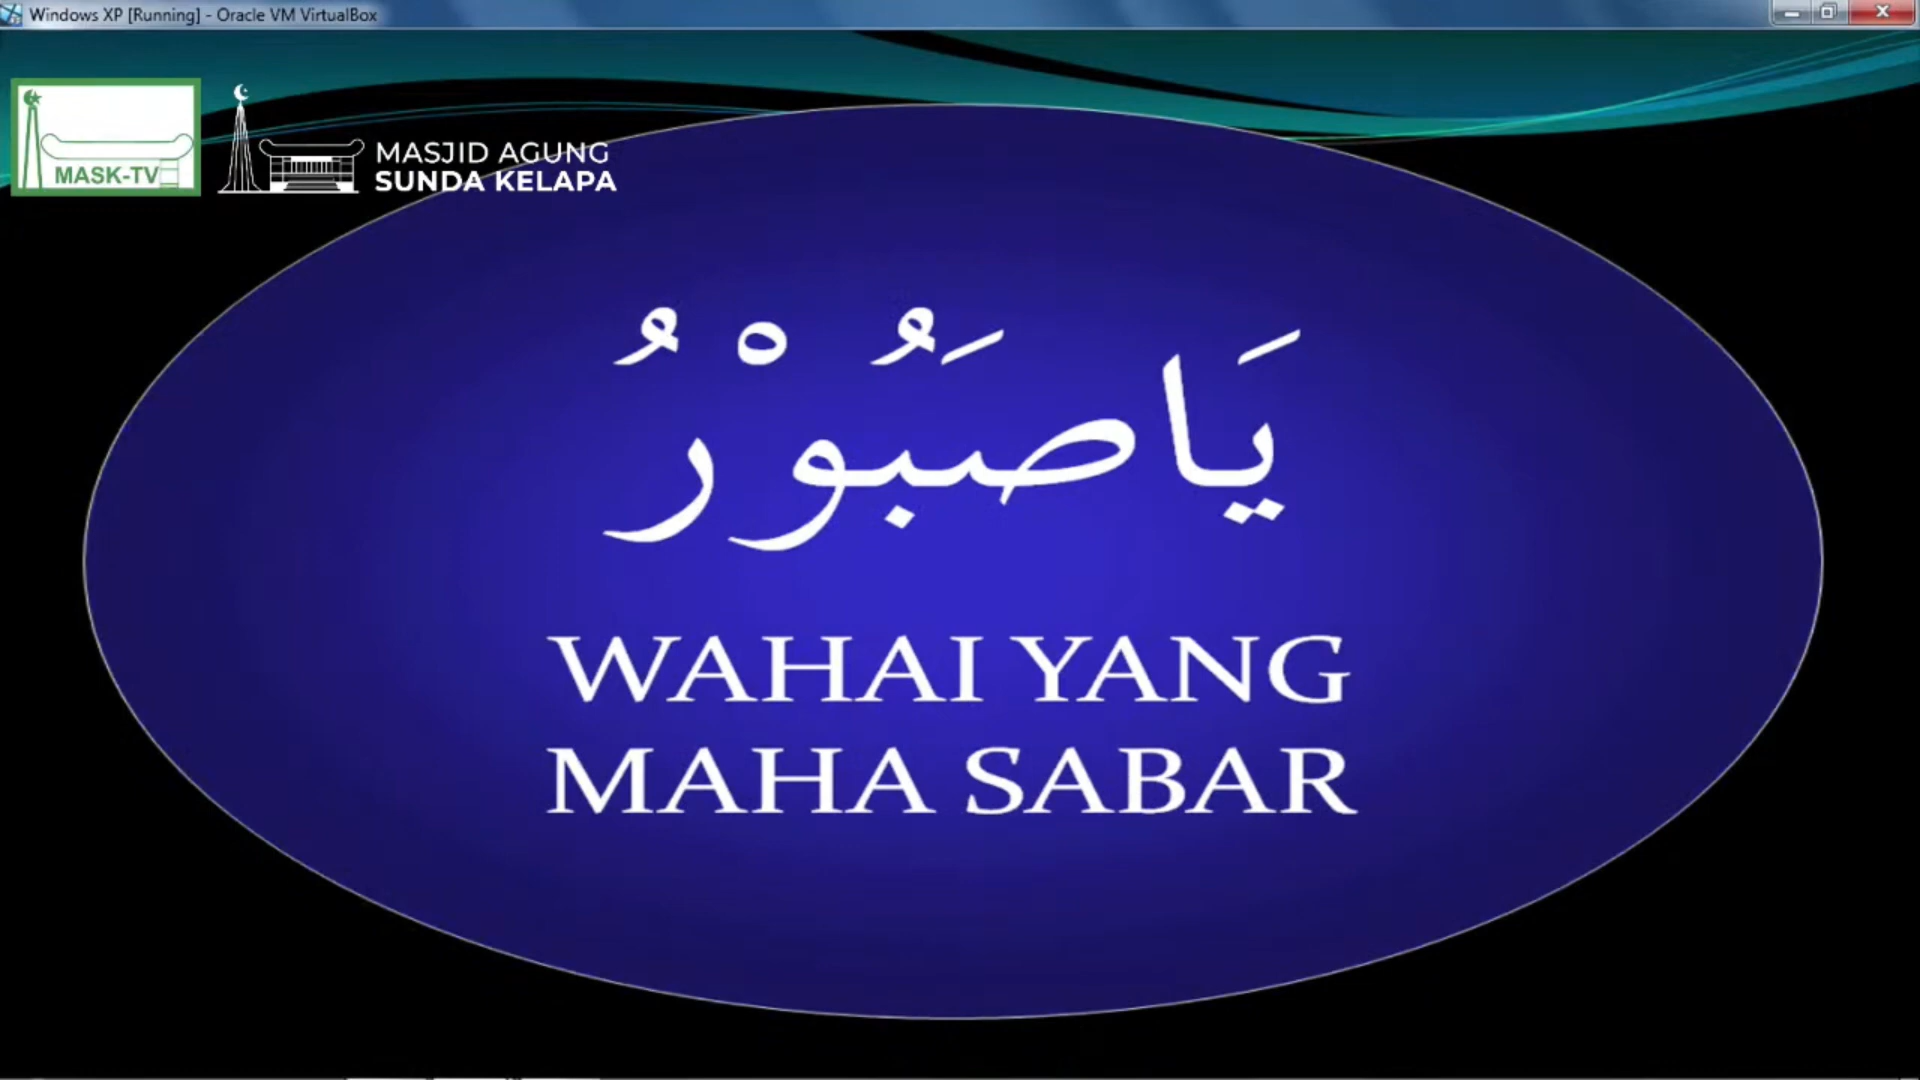 Windows XP [Running] - Oracle VM VirtualBox
MASK-TV
MASJID AGUNG
SUNDA KELAPA
يَاصَبُوْرُ
WAHAI YANG
MAHA SABAR